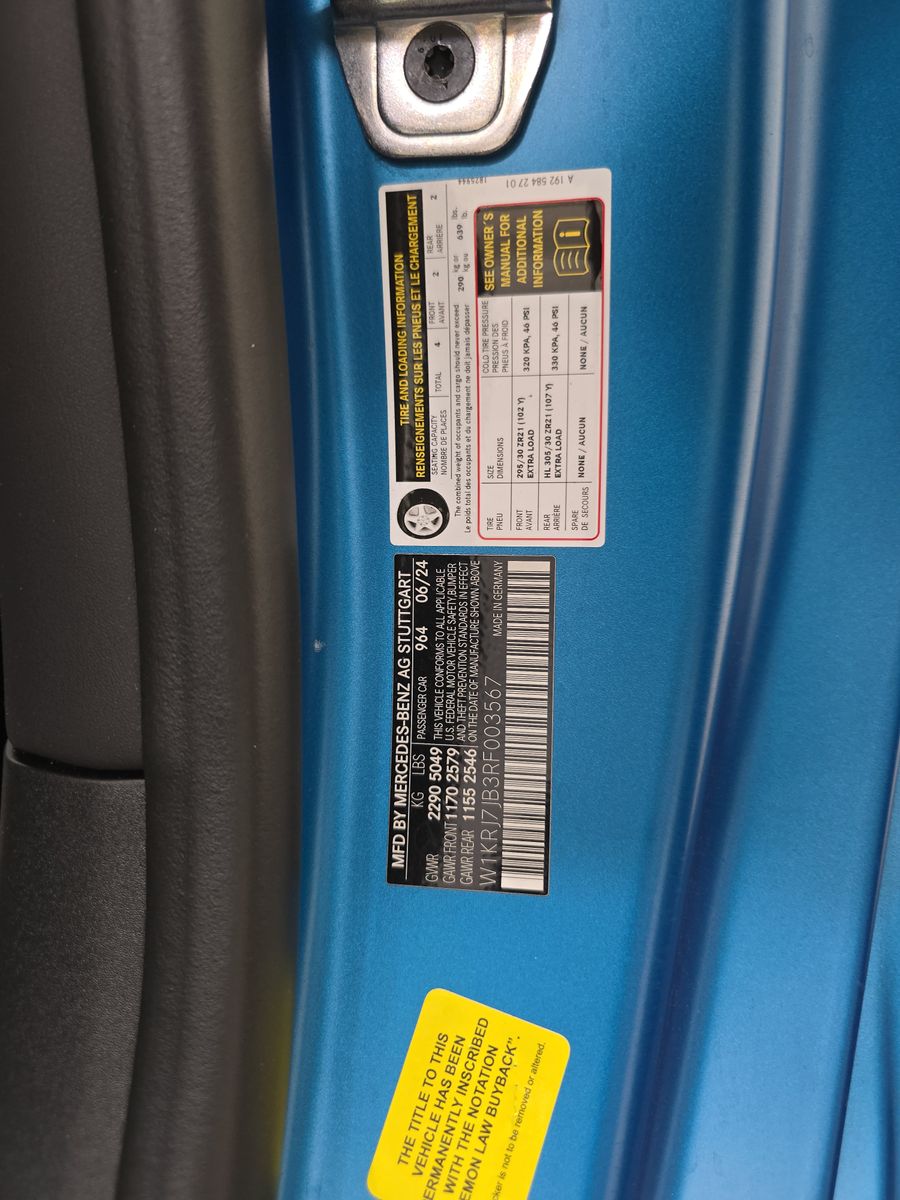 TIRE AND LOADING INFORMATION
RENSEIGNEMENTS SUR LES PNEUS ET LE CHARGEMENT
SEATING CAPACITY TOTAL 4 FRONT 2 REAR 2
NOMBRE DE PLACES AVANT ARRIÈRE
The combined weight of occupants and cargo should never exceed 290 kg or 639 lbs.
Le poids total des occupants et du chargement ne doit jamais dépasser kg ou lb.
TIRE SIZE COLD TIRE PRESSURE
PNEU DIMENSIONS PRESSION DES
PNEUS À FROID
FRONT 295/30 ZR21 (102 Y) 320 KPA, 46 PSI
AVANT EXTRA LOAD
REAR HL 305/30 ZR21 (107 Y) 330 KPA, 46 PSI
ARRIÈRE EXTRA LOAD
SPARE NONE / AUCUN NONE / AUCUN
DE SECOURS
SEE OWNER'S
MANUAL FOR
ADDITIONAL
INFORMATION
A 192 584 27 01
MFD BY MERCEDES-BENZ AG STUTTGART
KG LBS PASSENGER CAR 964 06/24
GVWR 2290 5049 THIS VEHICLE CONFORMS TO ALL APPLICABLE
GAWR FRONT 1170 2579 U.S. FEDERAL MOTOR VEHICLE SAFETY, BUMPER
GAWR REAR 1155 2546 AND THEFT PREVENTION STANDARDS IN EFFECT
ON THE DATE OF MANUFACTURE SHOWN ABOVE
W1KRJ7JB3RF003567 MADE IN GERMANY
THE TITLE TO THIS
VEHICLE HAS BEEN
ERMANENTLY INSCRIBED
WITH THE NOTATION
EMON LAW BUYBACK".
cker is not to be removed or altered.